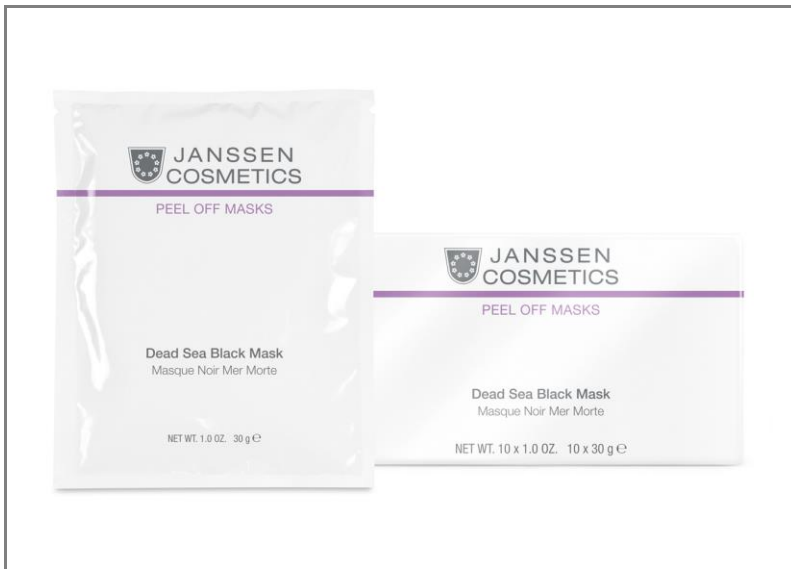 JANSSEN
COSMETICS
PEEL OFF MASKS
Dead Sea Black Mask
Masque Noir Mer Morte
NET WT. 1.0 OZ. 30 g ℮
JANSSEN
COSMETICS
PEEL OFF MASKS
Dead Sea Black Mask
Masque Noir Mer Morte
NET WT. 10 x 1.0 OZ. 10 x 30 g ℮